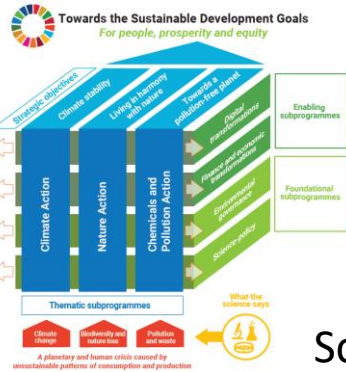 Towards the Sustainable Development Goals
For people, prosperity and equity
Strategic objectives
Climate stability
Living in harmony
with nature
Towards a
pollution-free planet
Digital
transformations
Finance and economic
transformations
Environmental
governance
Science-policy
Enabling
subprogrammes
Foundational
subprogrammes
Climate Action
Nature Action
Chemicals and
Pollution Action
Thematic subprogrammes
What the
science says
Climate
change
Biodiversity and
nature loss
Pollution
and waste
A planetary and human crisis caused by
unsustainable patterns of consumption and production
So